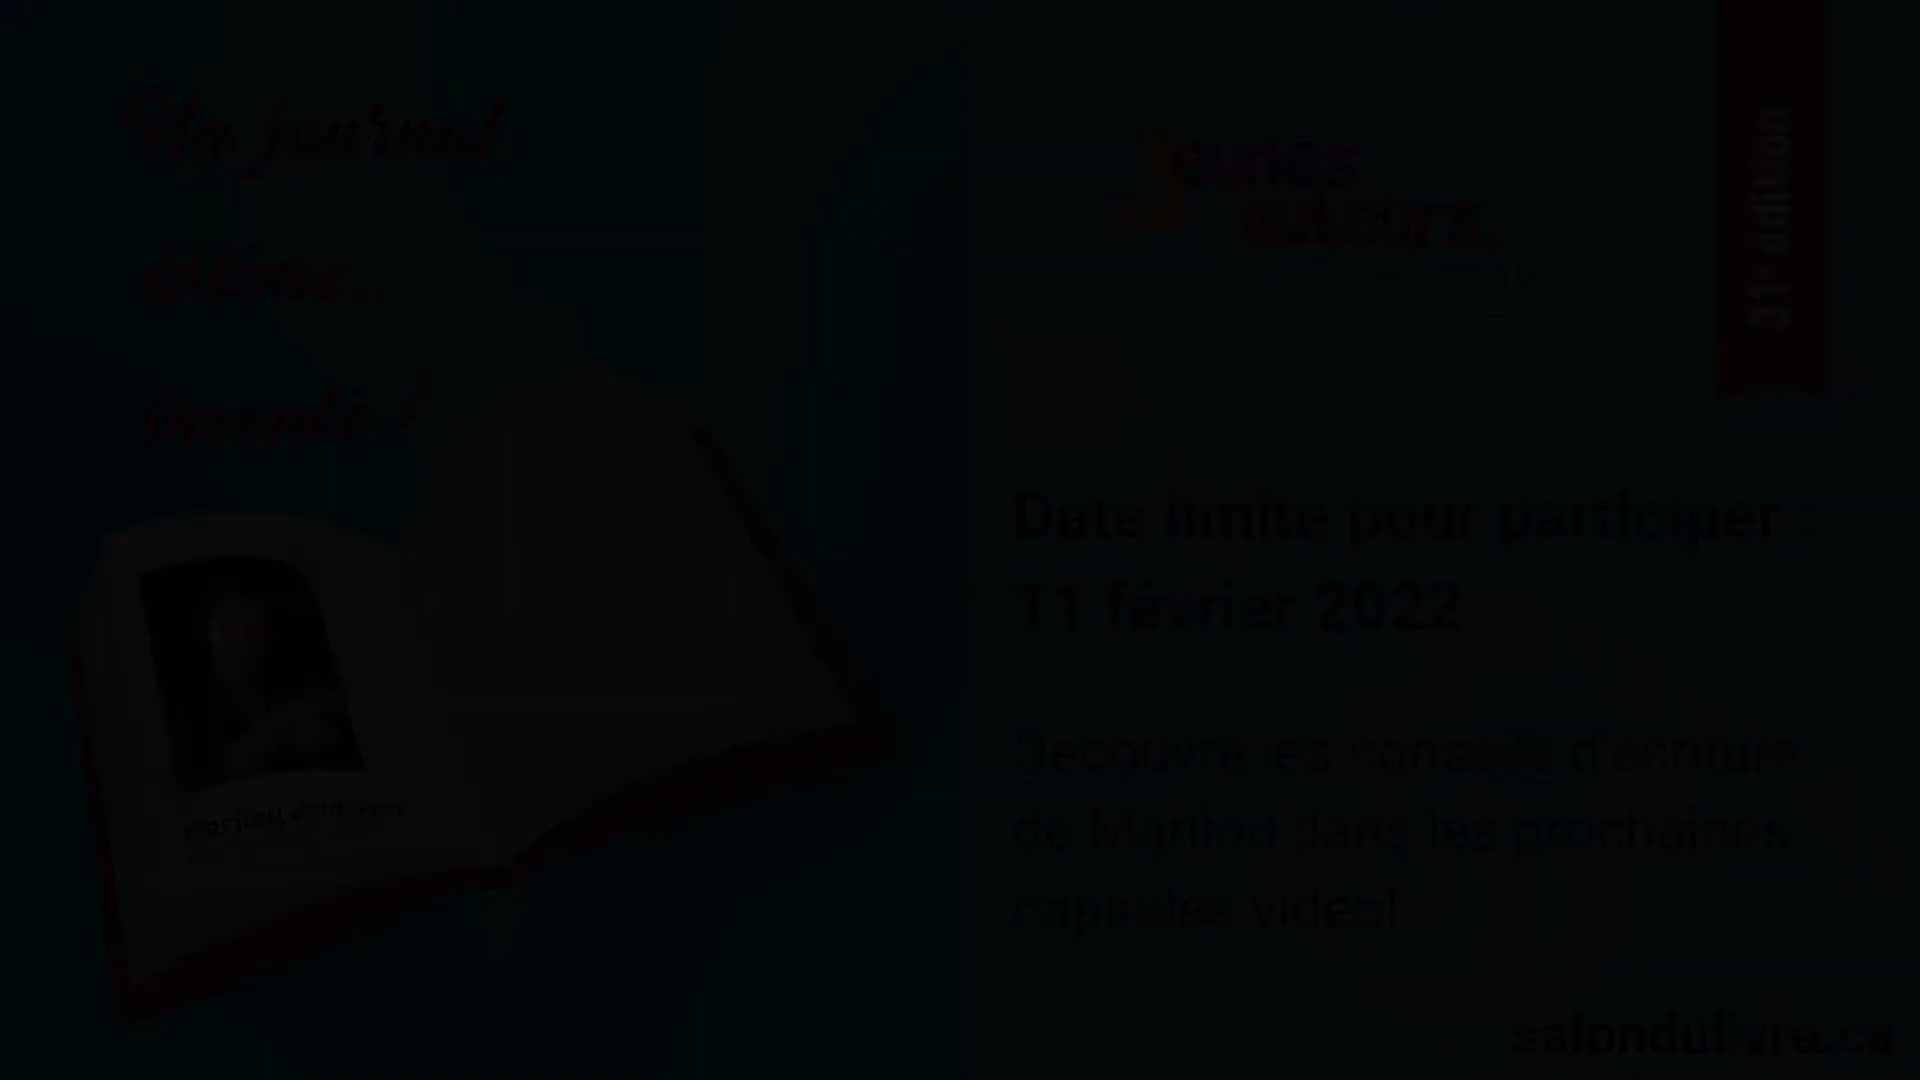 Un journal
intime...
inventé !
Jeunes
auteurs,
31e édition
Date limite pour participer
11 février 2022
Découvre les conseils d'écriture
de Marilou dans les prochaines
capsules vidéo!
Marilou
salondulivre.ca